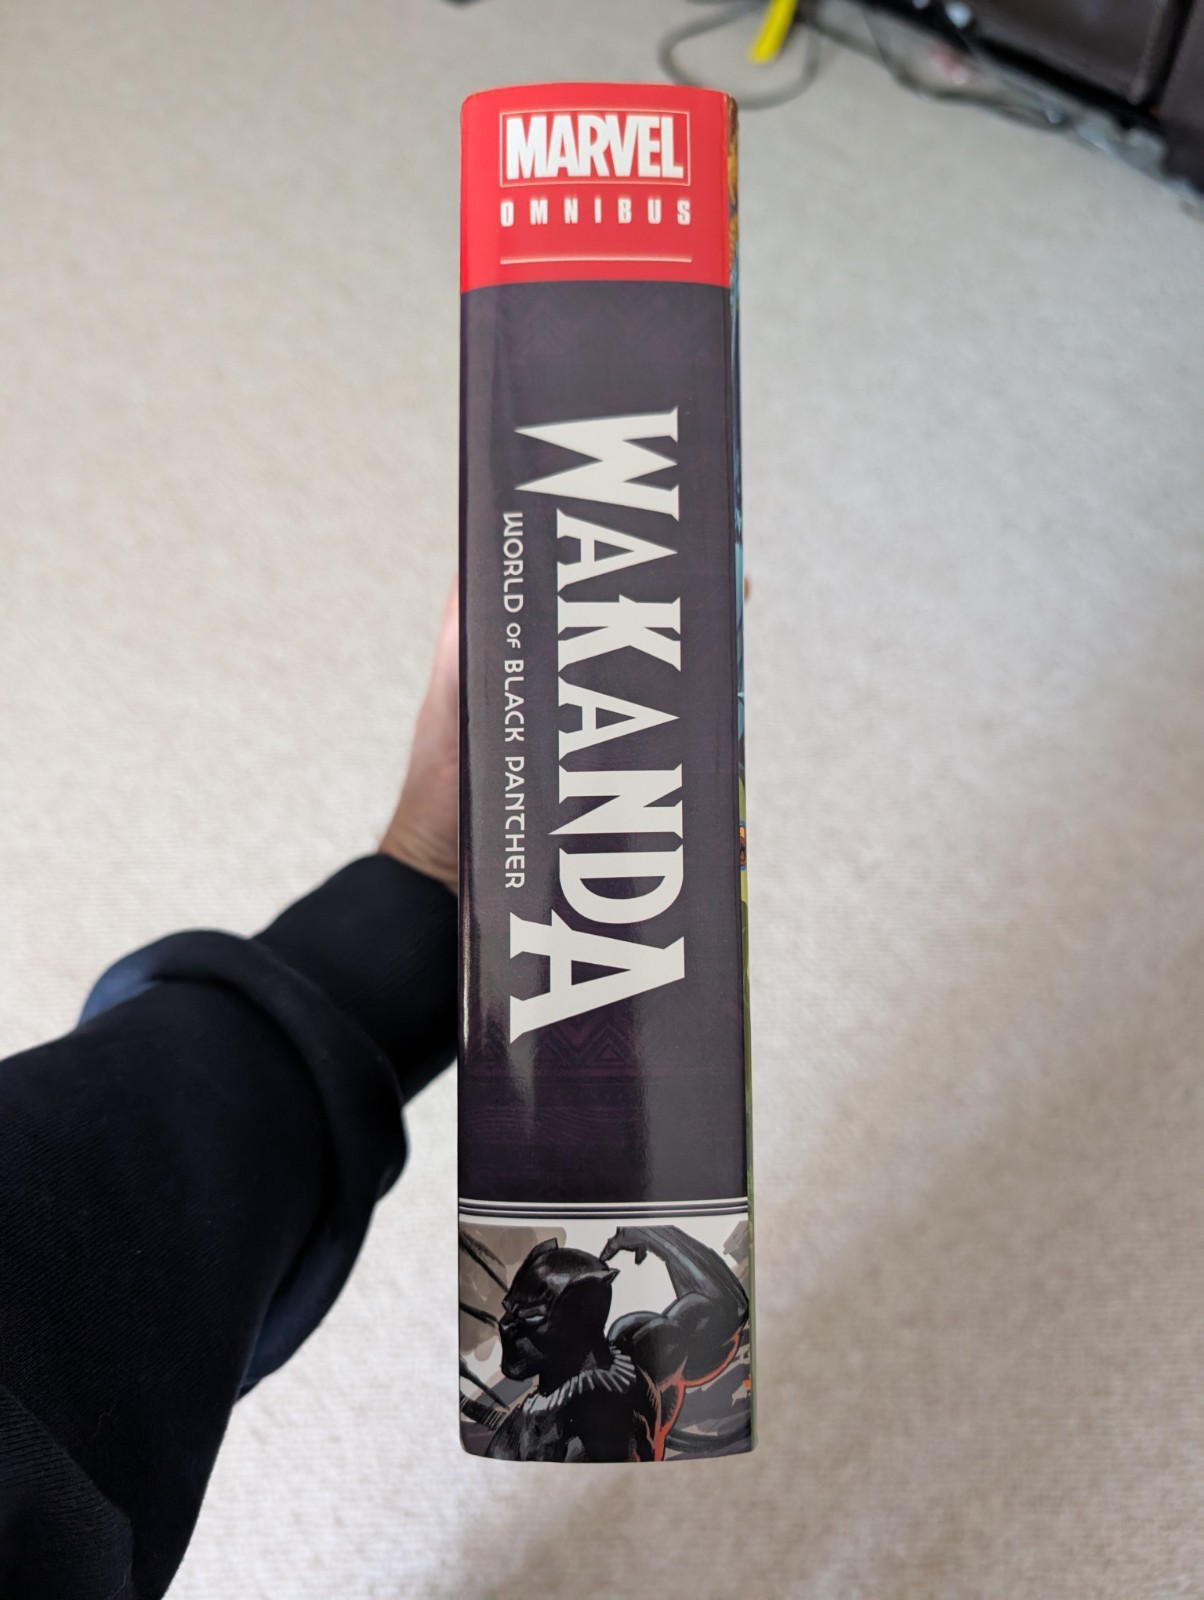 MARVEL
OMNIBUS
WAKANDA
WORLD OF BLACK PANTHER